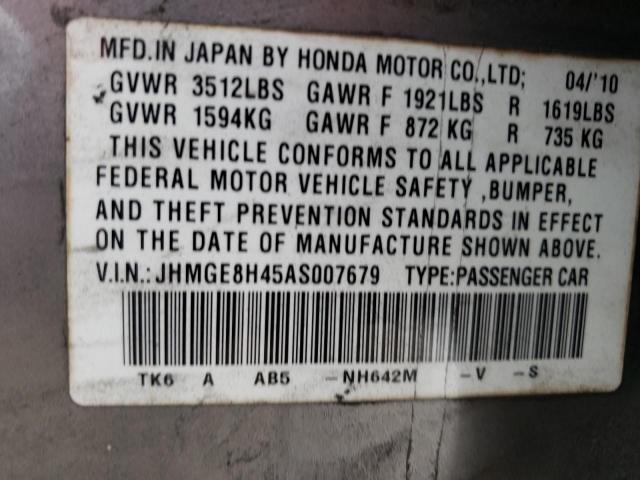 MFD.IN JAPAN BY HONDA MOTOR CO.,LTD; 04/'10
GVWR 3512LBS GAWR F 1921LBS R 1619LBS
GVWR 1594KG GAWR F 872 KG R 735 KG
THIS VEHICLE CONFORMS TO ALL APPLICABLE
FEDERAL MOTOR VEHICLE SAFETY ,BUMPER,
AND THEFT PREVENTION STANDARDS IN EFFECT
ON THE DATE OF MANUFACTURE SHOWN ABOVE.
V.I.N.:JHMGE8H45AS007679 TYPE:PASSENGER CAR
TK6 A AB5 -NH642M -V -S